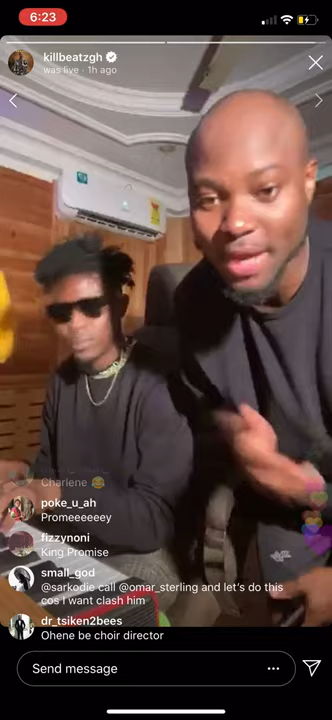 6:23
killbeatzgh
was live · 1h ago
Charlene 😂
poke_u_ah
Promeeeeeey
fizzynoni
King Promise
small_god
@sarkodie call @omar_sterling and let's do this
cos I want clash him
dr_tsiken2bees
Ohene be choir director
Send message